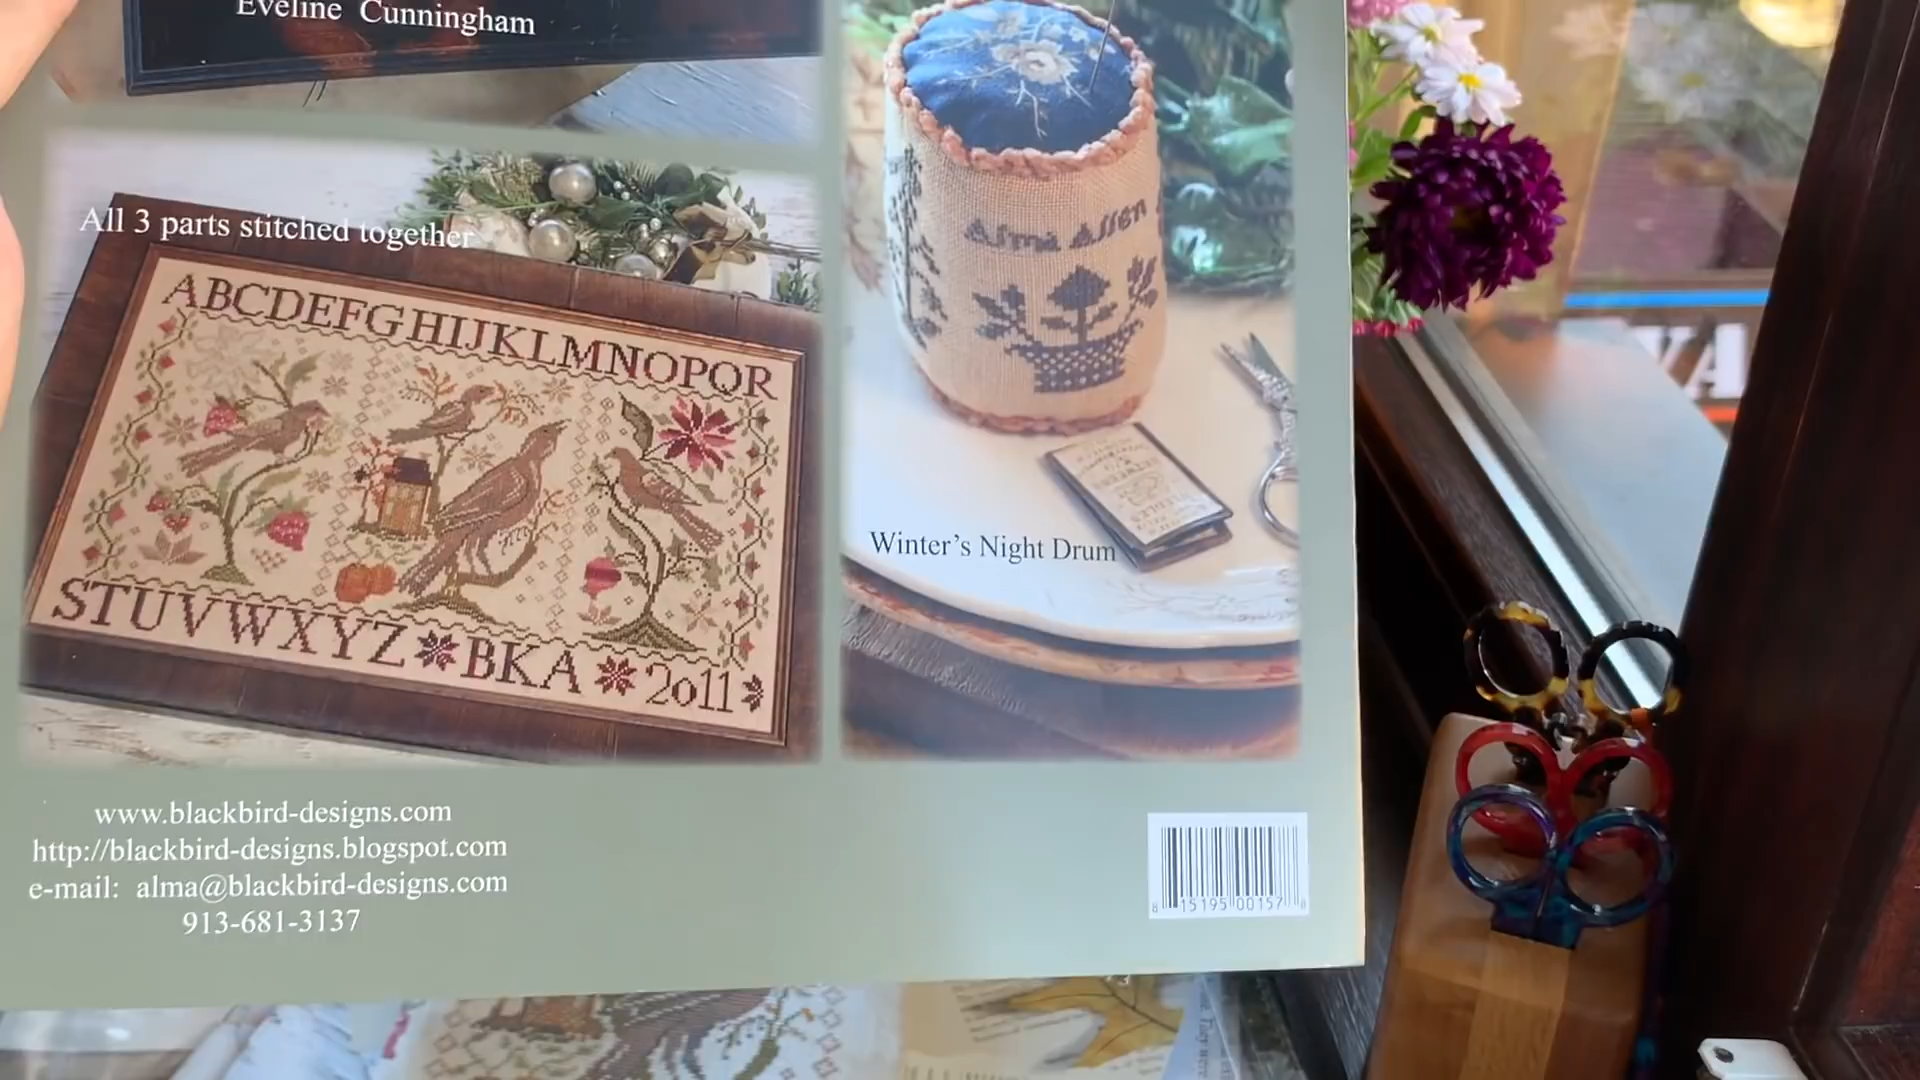 Eveline Cunningham
All 3 parts stitched together
ABCDEFGHIJKLMNOPQR
STUVWXYZ BKA 2011
Alma Allen
Winter's Night Drum
www.blackbird-designs.com
http://blackbird-designs.blogspot.com
e-mail: alma@blackbird-designs.com
913-681-3137
8 15195 00157 8